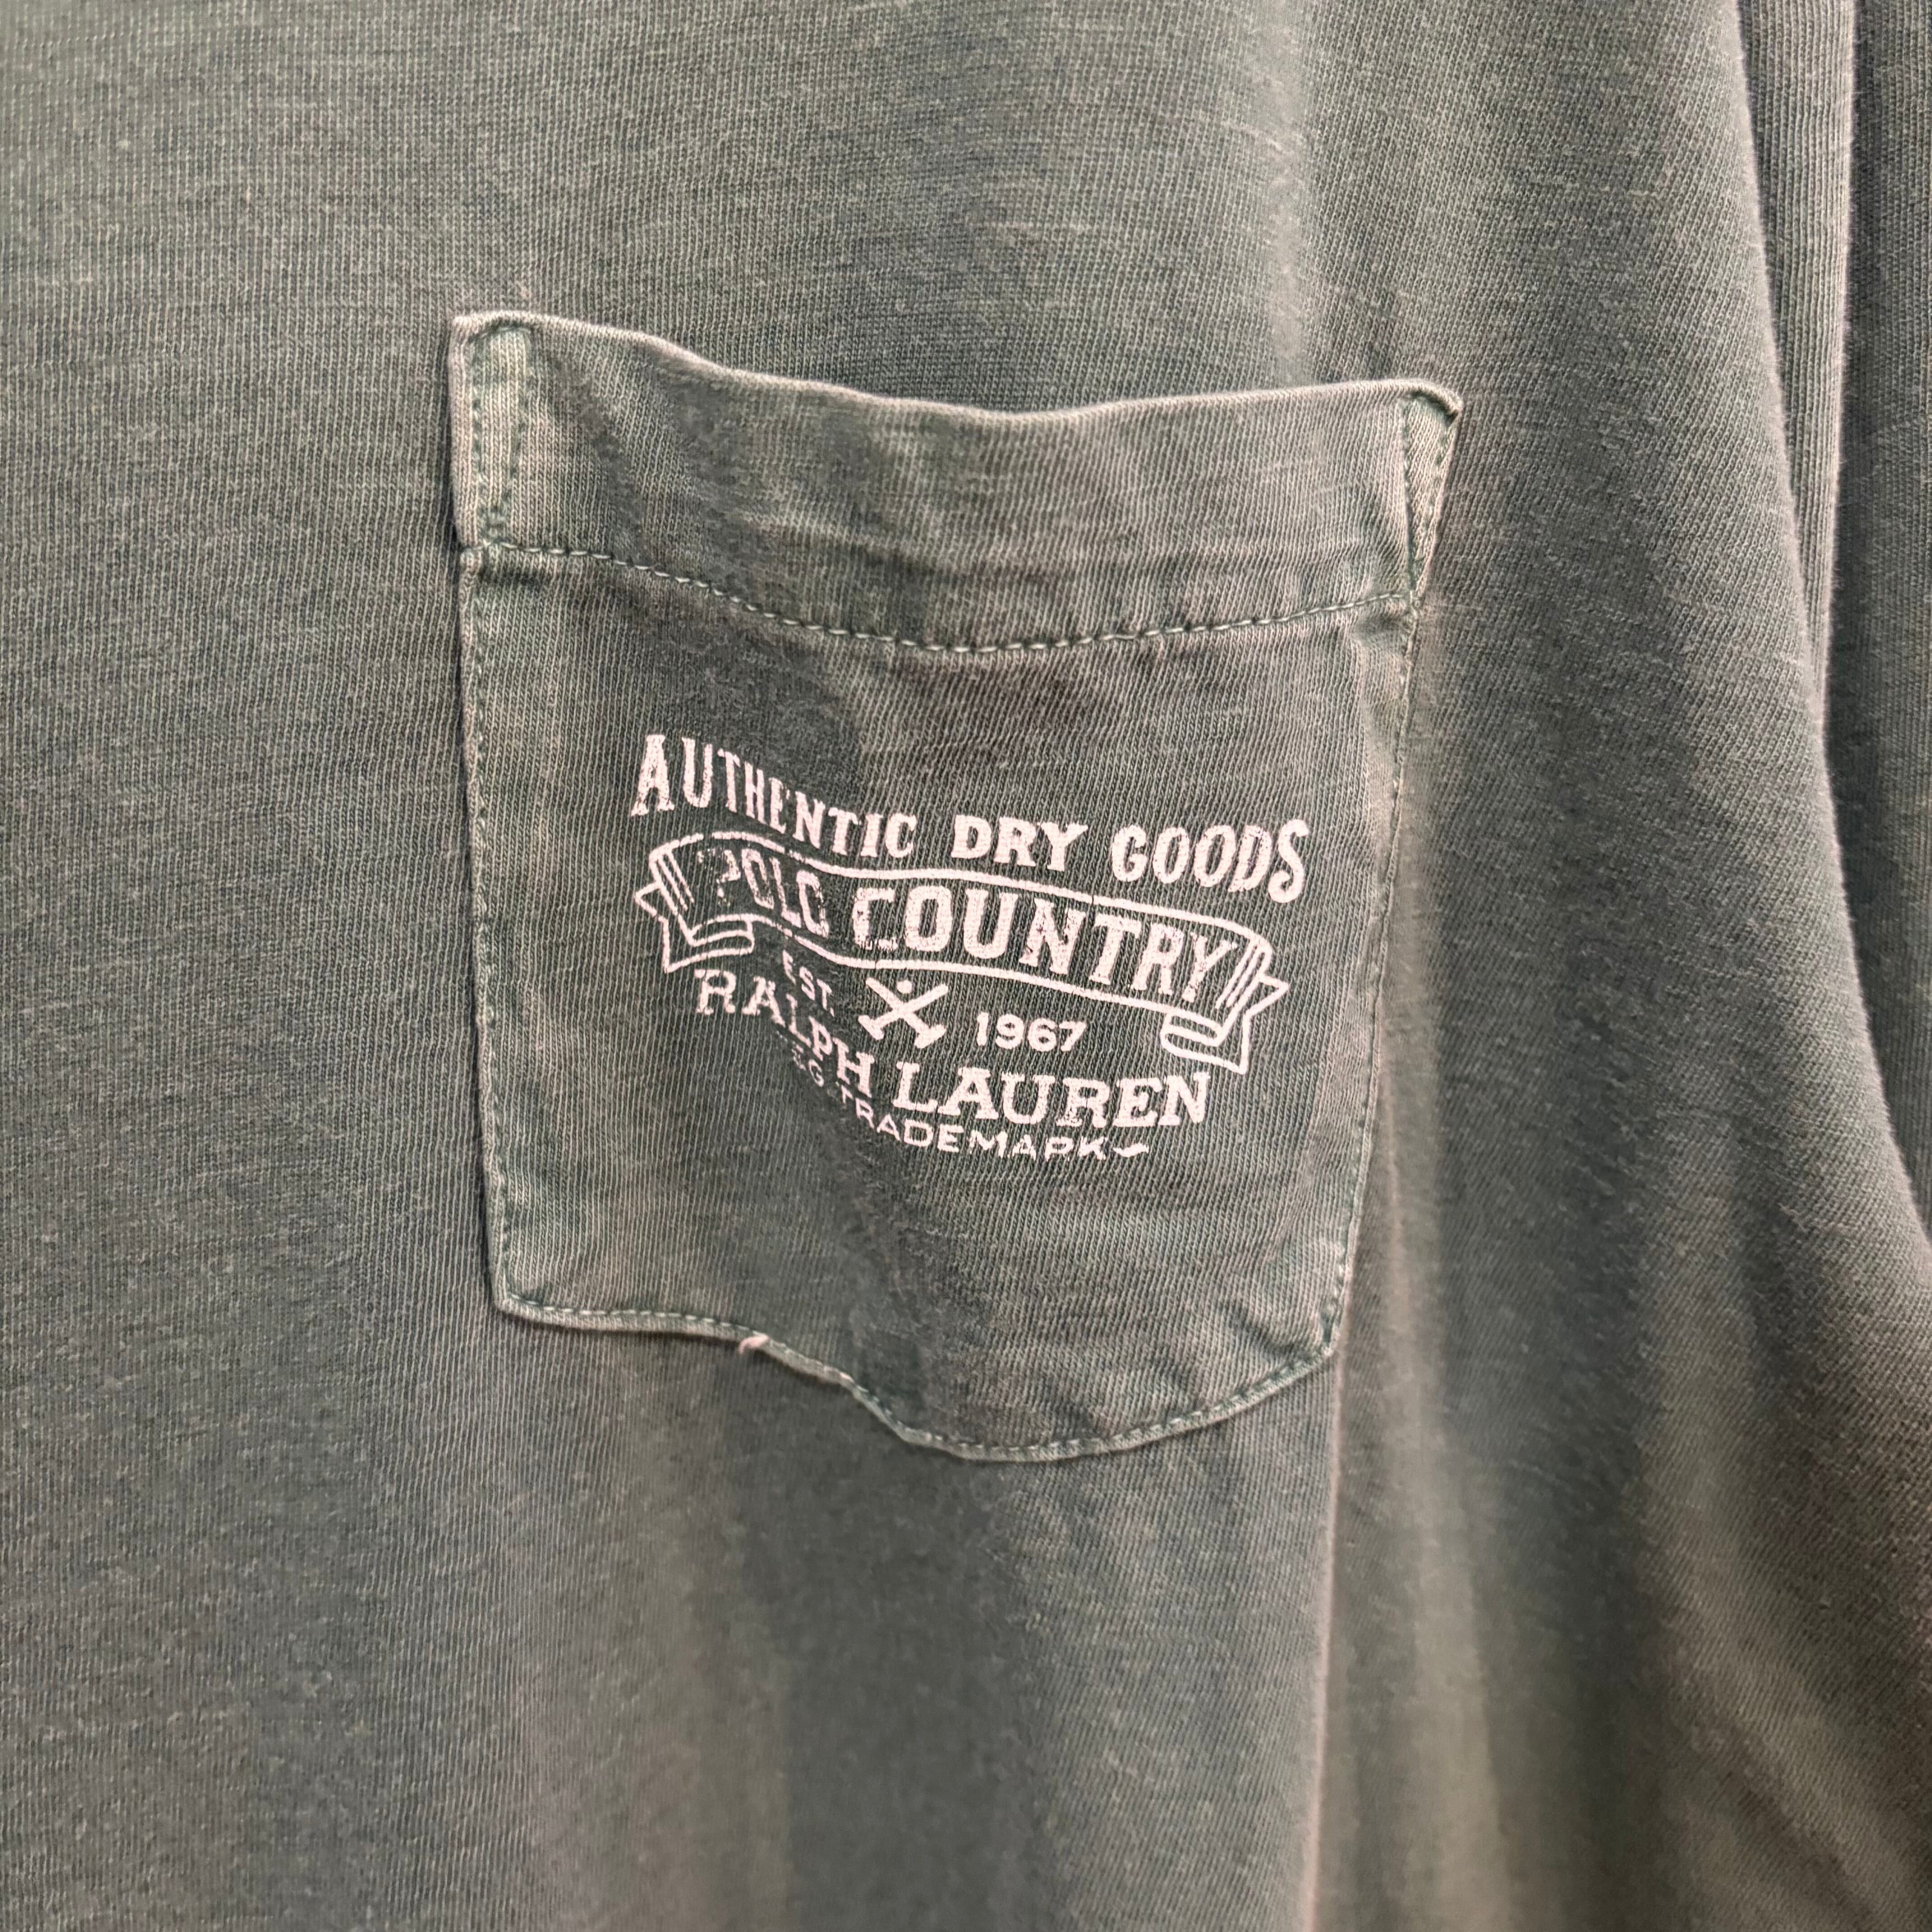 AUTHENTIC DRY GOODS
POLO COUNTRY
EST. 1967
RALPH LAUREN
TRADEMARK